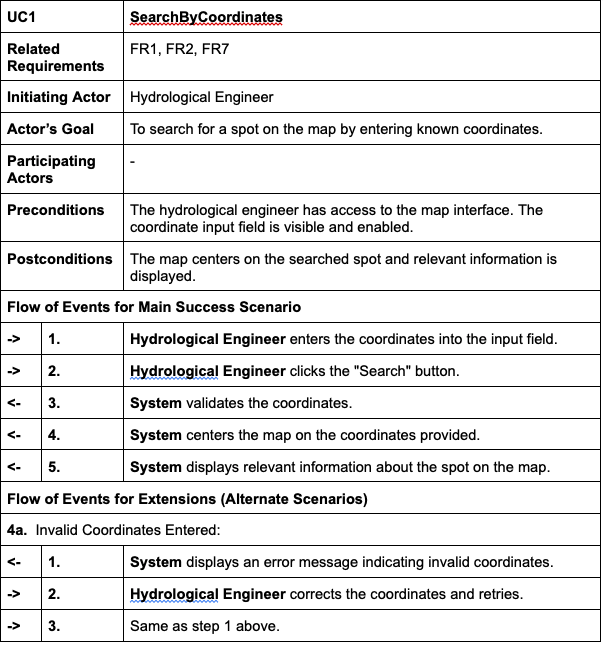 UC1 SearchByCoordinates
Related Requirements FR1, FR2, FR7
Initiating Actor Hydrological Engineer
Actor's Goal To search for a spot on the map by entering known coordinates.
Participating Actors -
Preconditions The hydrological engineer has access to the map interface. The
coordinate input field is visible and enabled.
Postconditions The map centers on the searched spot and relevant information is
displayed.
Flow of Events for Main Success Scenario
-> 1. Hydrological Engineer enters the coordinates into the input field.
-> 2. Hydrological Engineer clicks the "Search" button.
<- 3. System validates the coordinates.
<- 4. System centers the map on the coordinates provided.
<- 5. System displays relevant information about the spot on the map.
Flow of Events for Extensions (Alternate Scenarios)
4a. Invalid Coordinates Entered:
<- 1. System displays an error message indicating invalid coordinates.
-> 2. Hydrological Engineer corrects the coordinates and retries.
-> 3. Same as step 1 above.